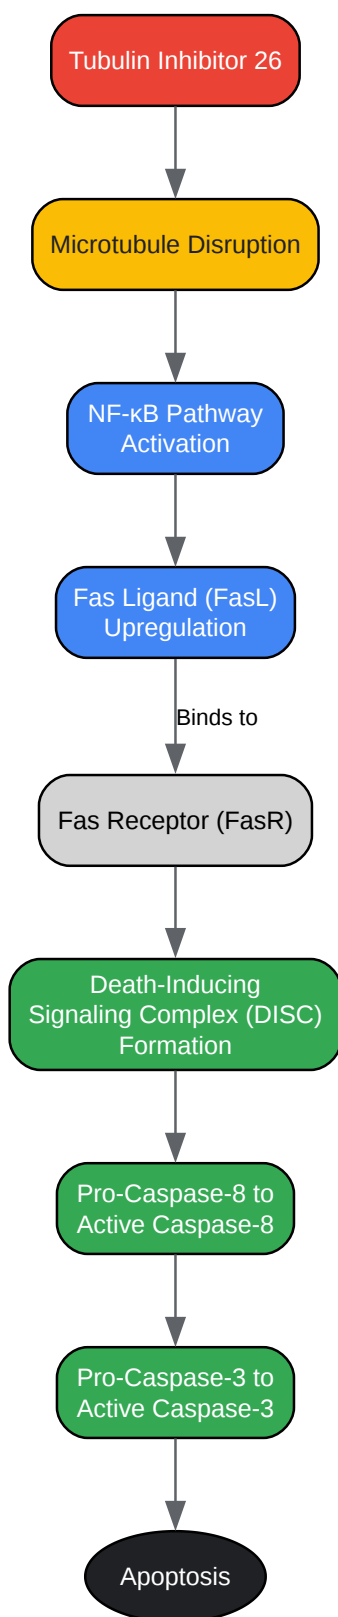 Tubulin Inhibitor 26
Microtubule Disruption
NF-κB Pathway
Activation
Fas Ligand (FasL)
Upregulation
Binds to
Fas Receptor (FasR)
Death-Inducing
Signaling Complex (DISC)
Formation
Pro-Caspase-8 to
Active Caspase-8
Pro-Caspase-3 to
Active Caspase-3
Apoptosis